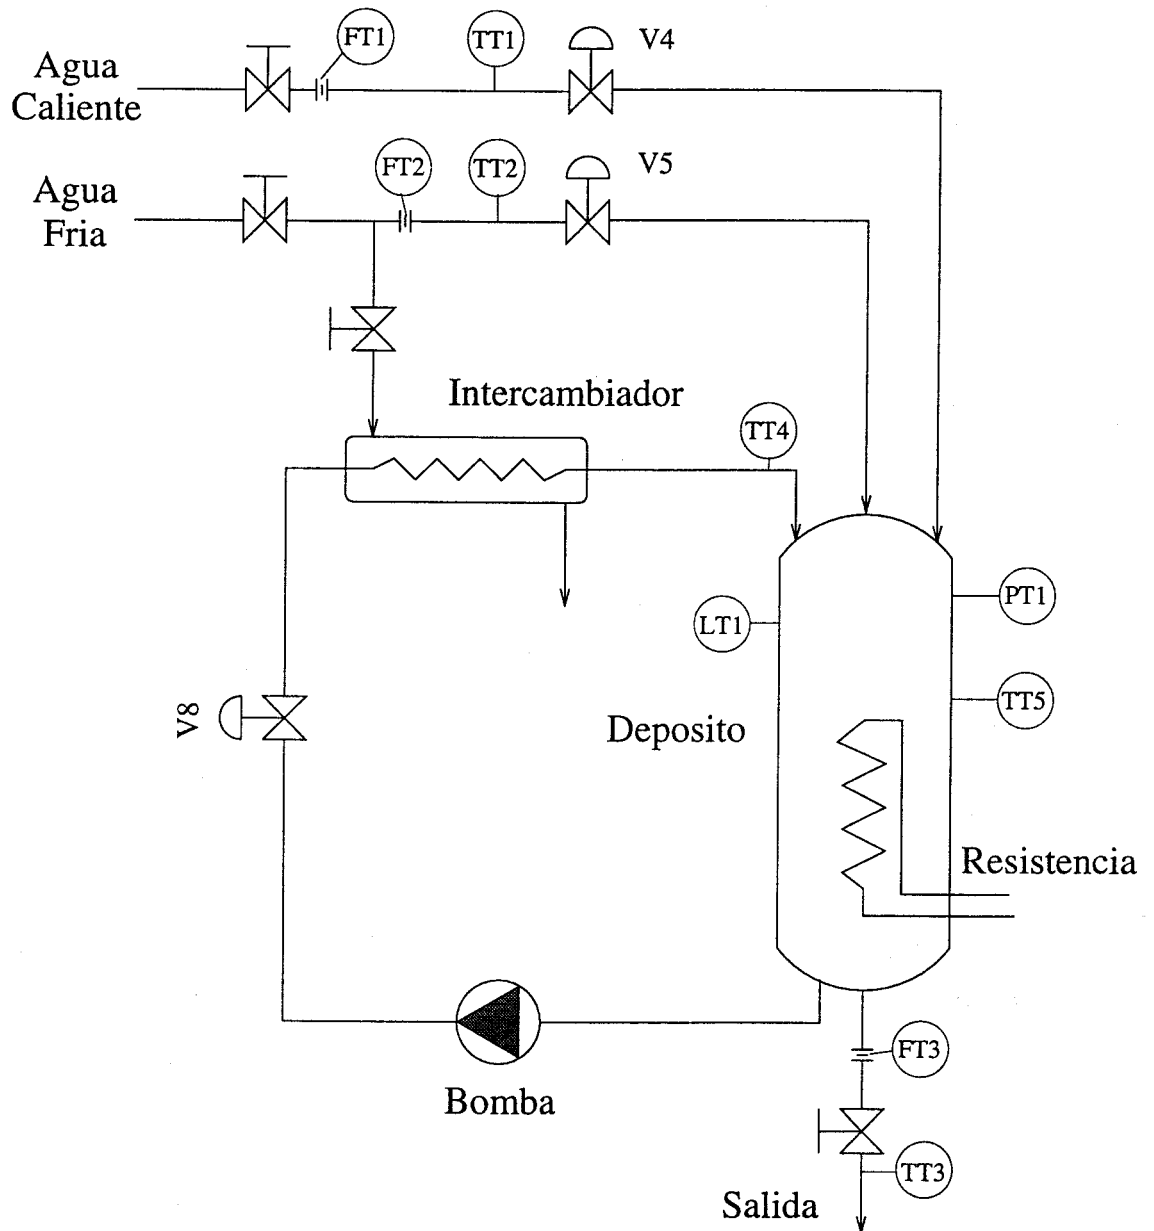 FT1
TT1
V4
Agua
Caliente
FT2
TT2
V5
Agua
Fria
Intercambiador
TT4
PT1
LT1
TT5
V8
Deposito
Resistencia
FT3
Bomba
TT3
Salida